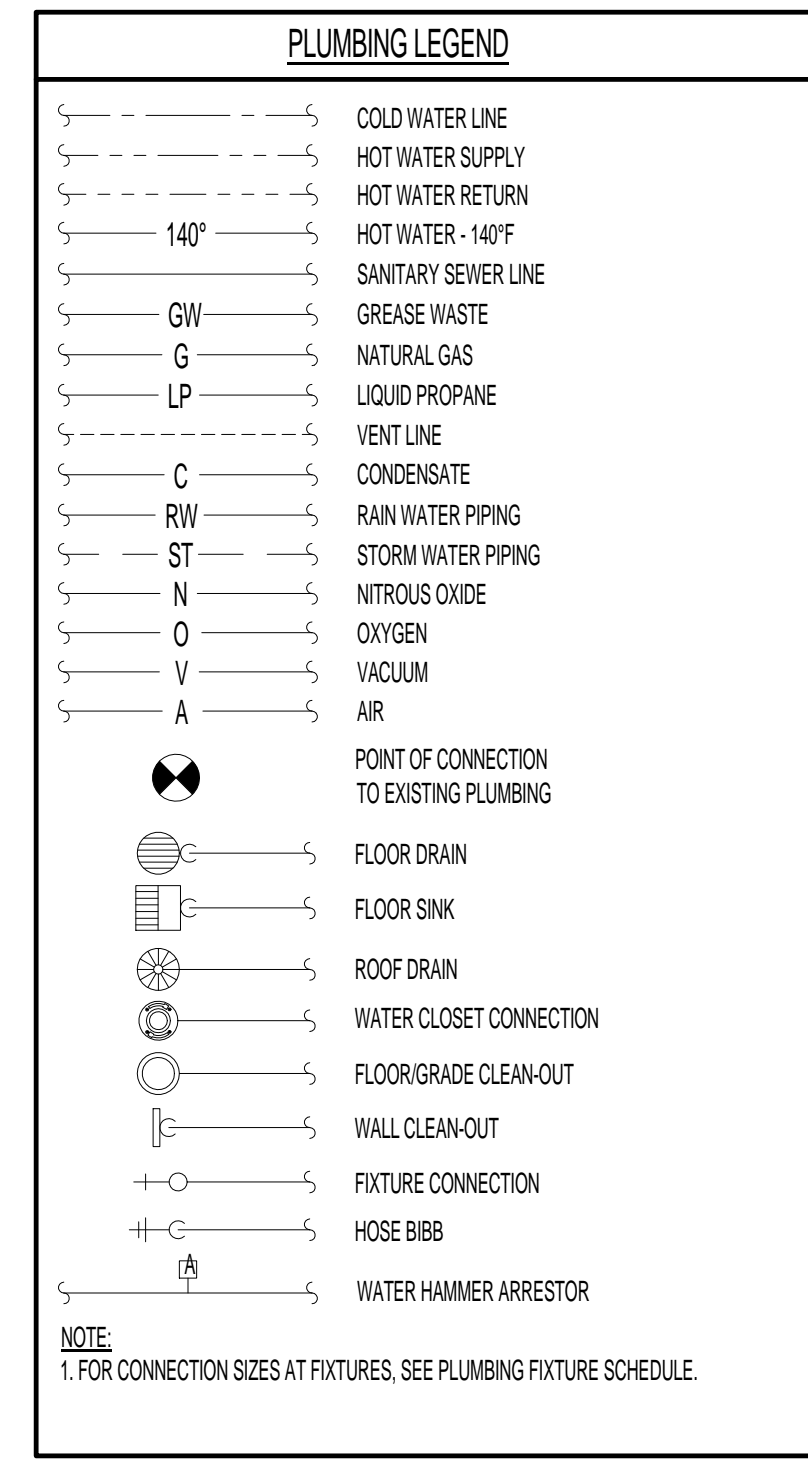 PLUMBING LEGEND
COLD WATER LINE
HOT WATER SUPPLY
HOT WATER RETURN
140° HOT WATER - 140°F
SANITARY SEWER LINE
GW GREASE WASTE
G NATURAL GAS
LP LIQUID PROPANE
VENT LINE
C CONDENSATE
RW RAIN WATER PIPING
ST STORM WATER PIPING
N NITROUS OXIDE
O OXYGEN
V VACUUM
A AIR
POINT OF CONNECTION
TO EXISTING PLUMBING
FLOOR DRAIN
FLOOR SINK
ROOF DRAIN
WATER CLOSET CONNECTION
FLOOR/GRADE CLEAN-OUT
WALL CLEAN-OUT
FIXTURE CONNECTION
HOSE BIBB
A
WATER HAMMER ARRESTOR
NOTE:
1. FOR CONNECTION SIZES AT FIXTURES, SEE PLUMBING FIXTURE SCHEDULE.